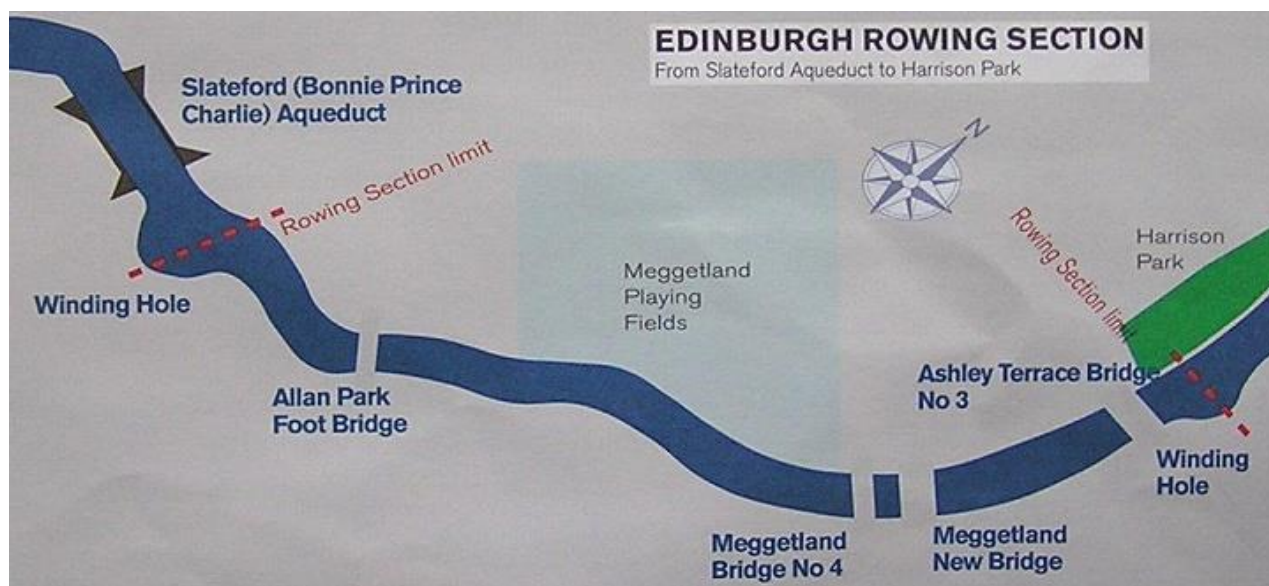 EDINBURGH ROWING SECTION
From Slateford Aqueduct to Harrison Park
Slateford (Bonnie Prince
Charlie) Aqueduct
Rowing Section limit
N
Winding Hole
Allan Park
Foot Bridge
Meggetland
Playing
Fields
Rowing Section limit
Harrison
Park
Ashley Terrace Bridge
No 3
Winding
Hole
Meggetland
Bridge No 4
Meggetland
New Bridge